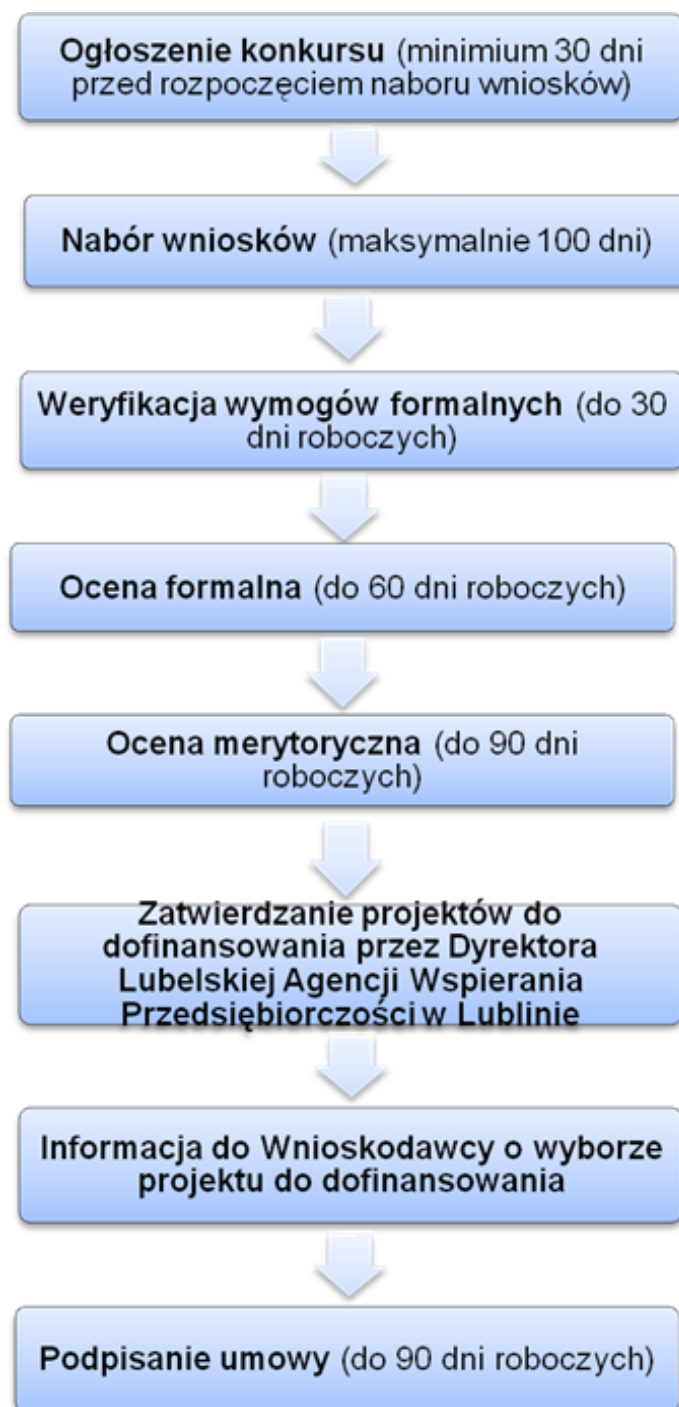 Ogłoszenie konkursu (minimum 30 dni
przed rozpoczęciem naboru wniosków)
Nabór wniosków (maksymalnie 100 dni)
Weryfikacja wymogów formalnych (do 30
dni roboczych)
Ocena formalna (do 60 dni roboczych)
Ocena merytoryczna (do 90 dni
roboczych)
Zatwierdzanie projektów do
dofinansowania przez Dyrektora
Lubelskiej Agencji Wspierania
Przedsiębiorczości w Lublinie
Informacja do Wnioskodawcy o wyborze
projektu do dofinansowania
Podpisanie umowy (do 90 dni roboczych)